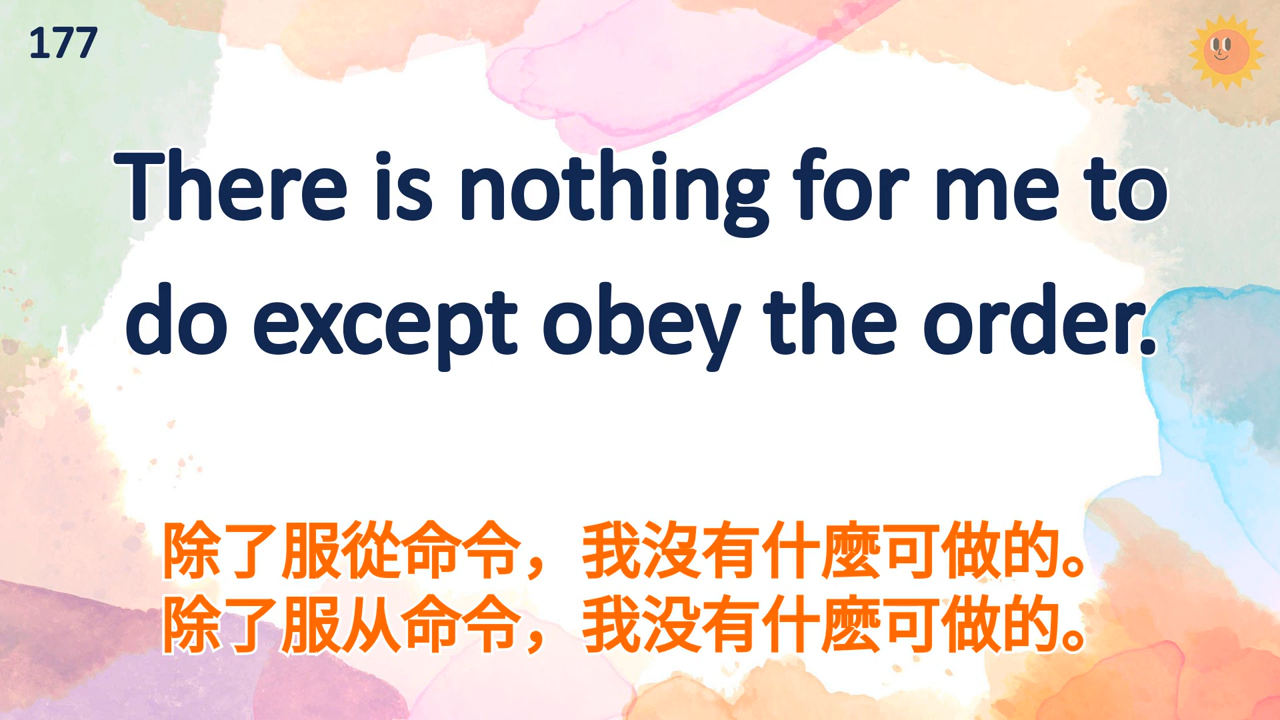 177
There is nothing for me to
do except obey the order.
除了服從命令，我沒有什麼可做的。
除了服从命令，我没有什麽可做的。